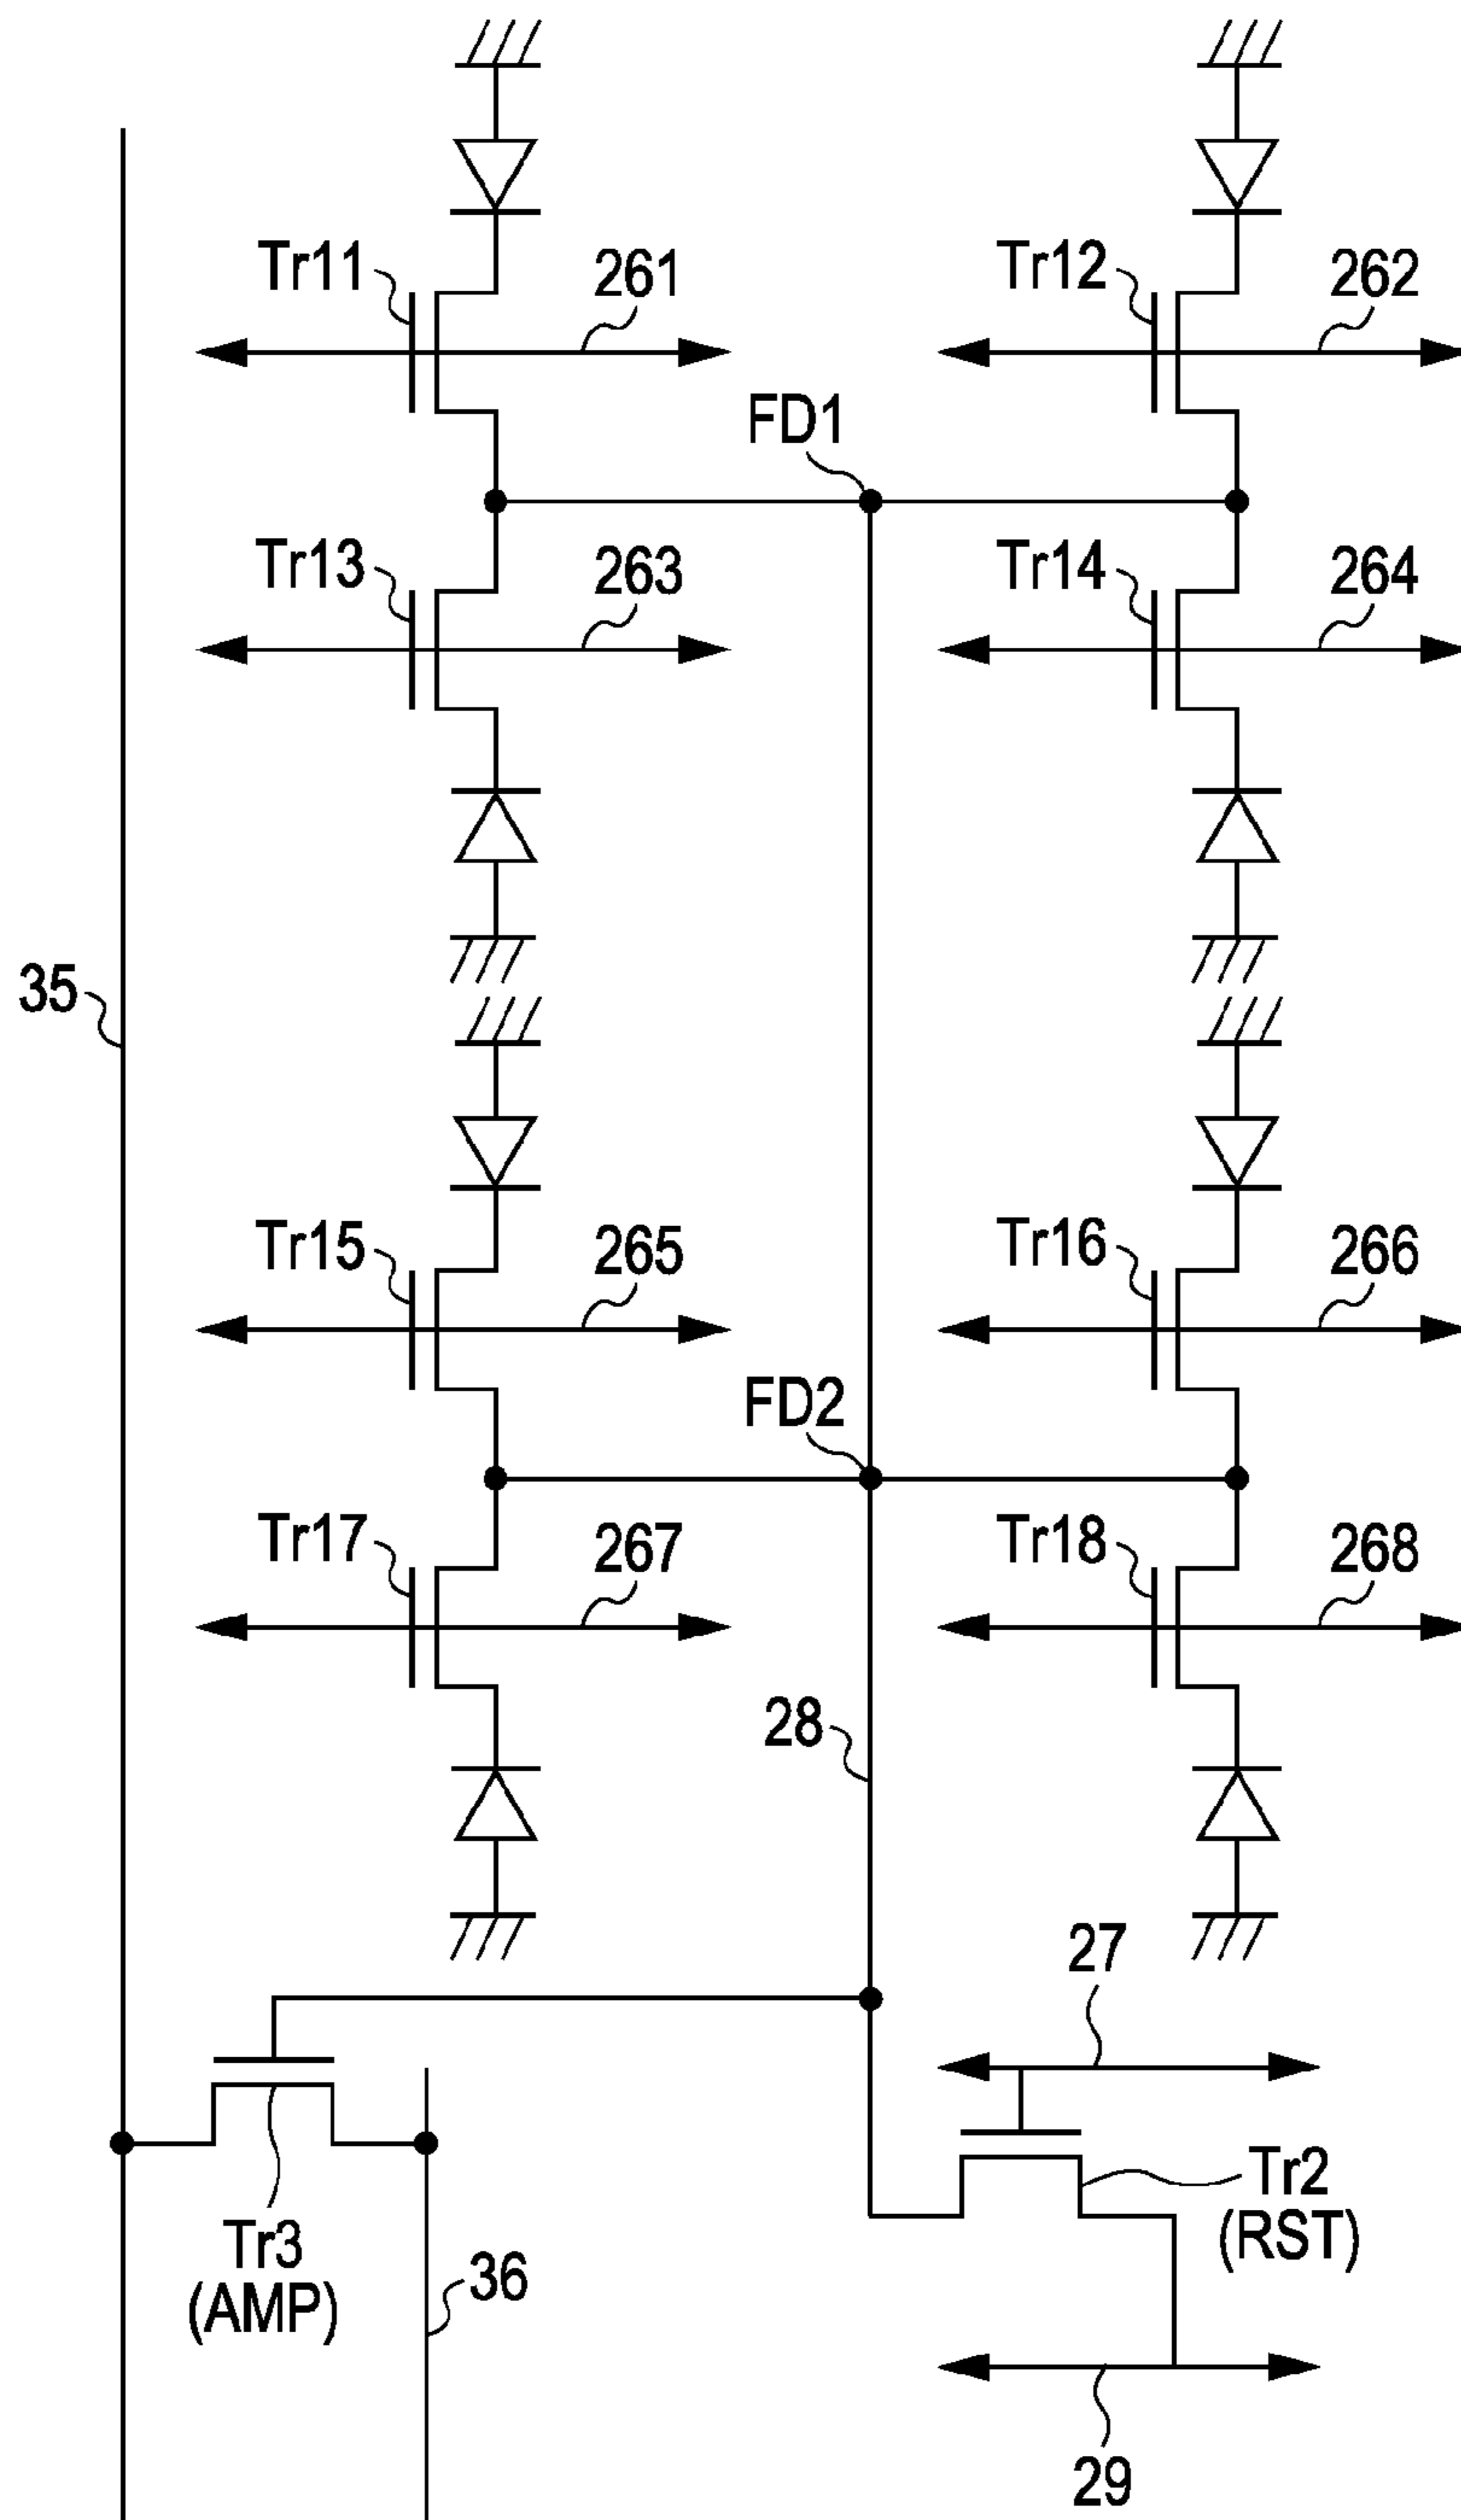 Tr11
261
Tr12
262
FD1
Tr13
263
Tr14
264
35
Tr15
265
Tr16
266
FD2
Tr17
267
Tr18
268
28
27
Tr2
(RST)
Tr3
(AMP)
36
29